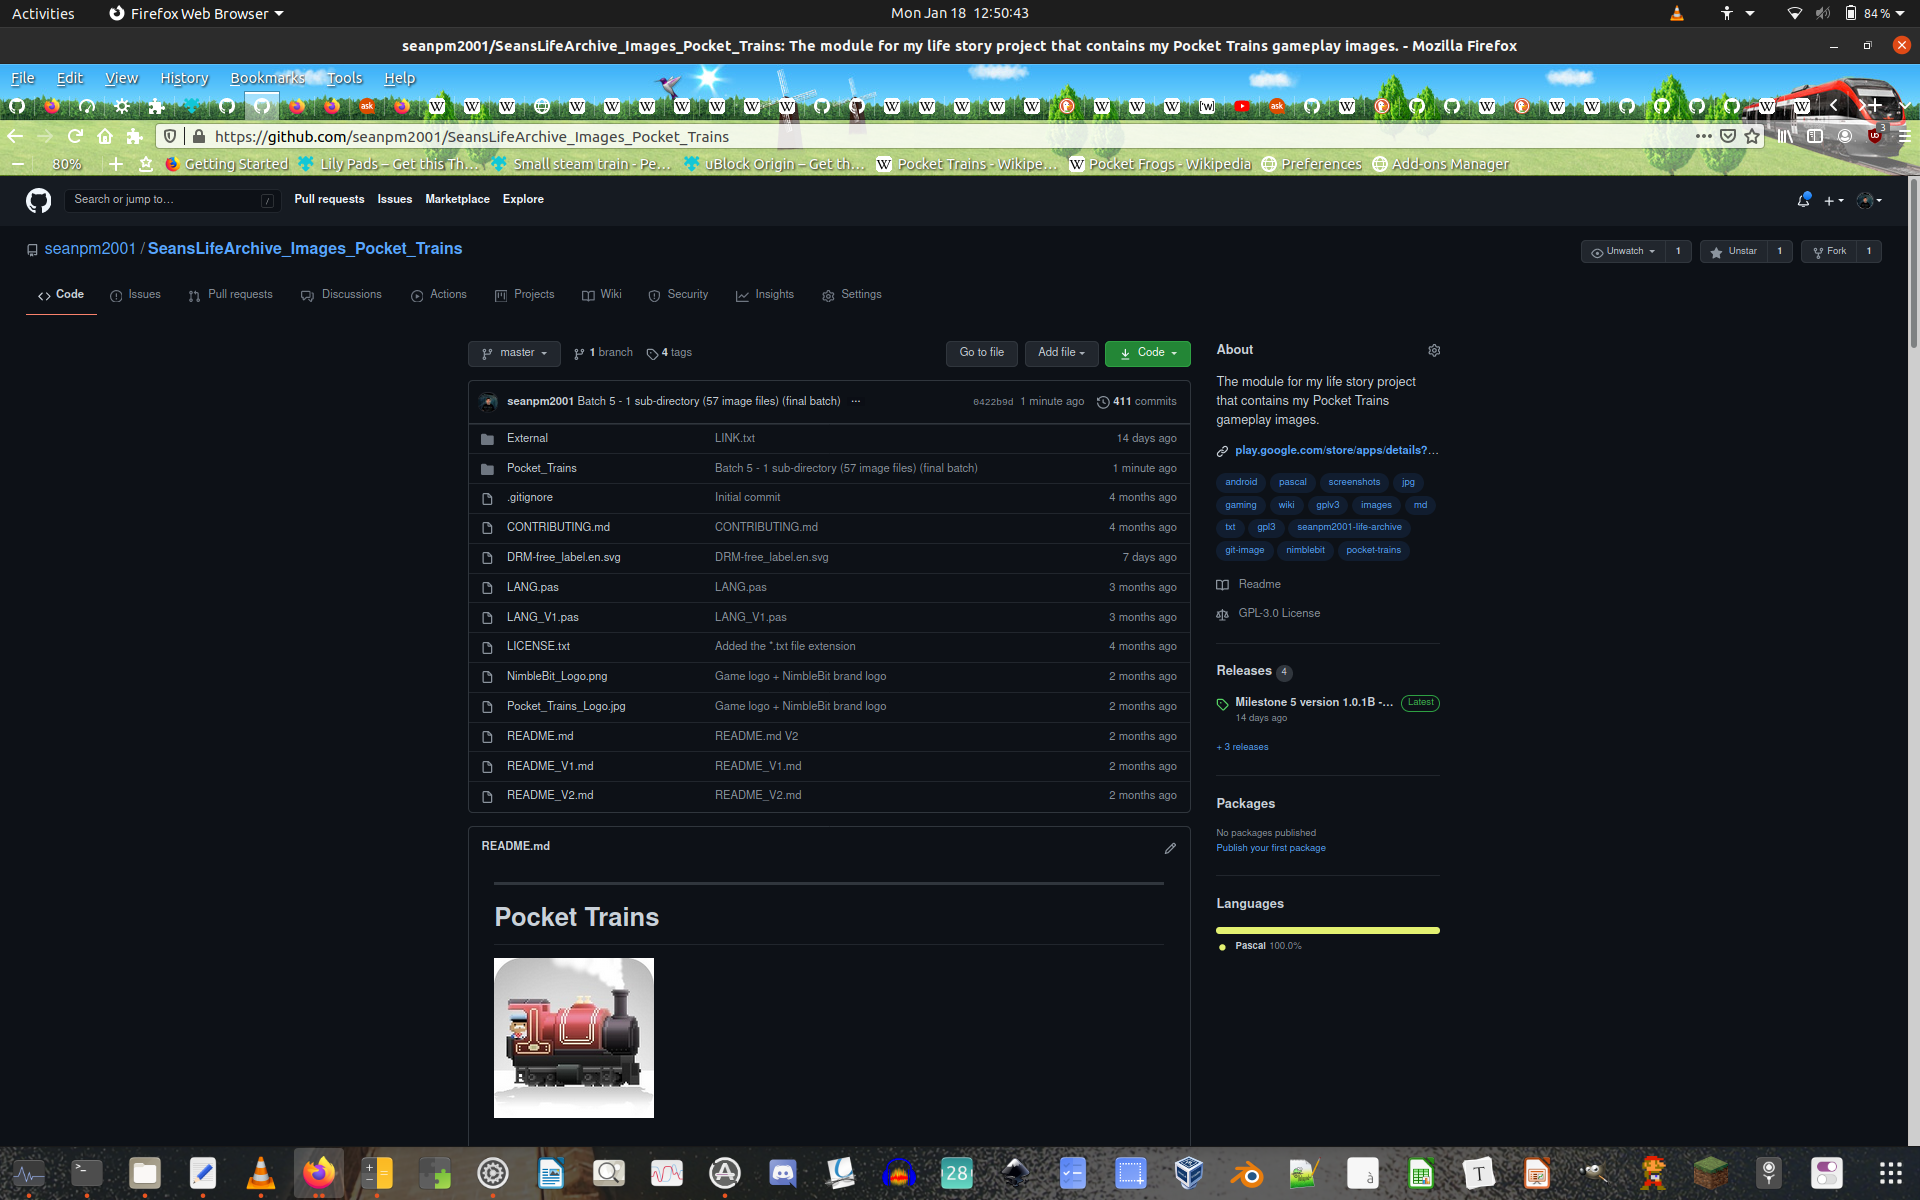 Activities Firefox Web Browser Mon Jan 18 12:50:43 84 %
seanpm2001/SeansLifeArchive_Images_Pocket_Trains: The module for my life story project that contains my Pocket Trains gameplay images. - Mozilla Firefox
File Edit View History Bookmarks Tools Help
https://github.com/seanpm2001/SeansLifeArchive_Images_Pocket_Trains
80% Getting Started Lily Pads – Get this Th… Small steam train - Pe… uBlock Origin – Get th… Pocket Trains - Wikipe… Pocket Frogs - Wikipedia Preferences Add-ons Manager
Search or jump to… / Pull requests Issues Marketplace Explore
seanpm2001 / SeansLifeArchive_Images_Pocket_Trains Unwatch 1 Unstar 1 Fork 1
Code Issues Pull requests Discussions Actions Projects Wiki Security Insights Settings
master 1 branch 4 tags Go to file Add file Code
seanpm2001 Batch 5 - 1 sub-directory (57 image files) (final batch) ... 0422b9d 1 minute ago 411 commits
External LINK.txt 14 days ago
Pocket_Trains Batch 5 - 1 sub-directory (57 image files) (final batch) 1 minute ago
.gitignore Initial commit 4 months ago
CONTRIBUTING.md CONTRIBUTING.md 4 months ago
DRM-free_label.en.svg DRM-free_label.en.svg 7 days ago
LANG.pas LANG.pas 3 months ago
LANG_V1.pas LANG_V1.pas 3 months ago
LICENSE.txt Added the *.txt file extension 4 months ago
NimbleBit_Logo.png Game logo + NimbleBit brand logo 2 months ago
Pocket_Trains_Logo.jpg Game logo + NimbleBit brand logo 2 months ago
README.md README.md V2 2 months ago
README_V1.md README_V1.md 2 months ago
README_V2.md README_V2.md 2 months ago
README.md
Pocket Trains
About
The module for my life story project
that contains my Pocket Trains
gameplay images.
play.google.com/store/apps/details?…
android pascal screenshots jpg
gaming wiki gplv3 images md
txt gpl3 seanpm2001-life-archive
git-image nimblebit pocket-trains
Readme
GPL-3.0 License
Releases 4
Milestone 5 version 1.0.1B -… Latest
14 days ago
+ 3 releases
Packages
No packages published
Publish your first package
Languages
Pascal 100.0%
28